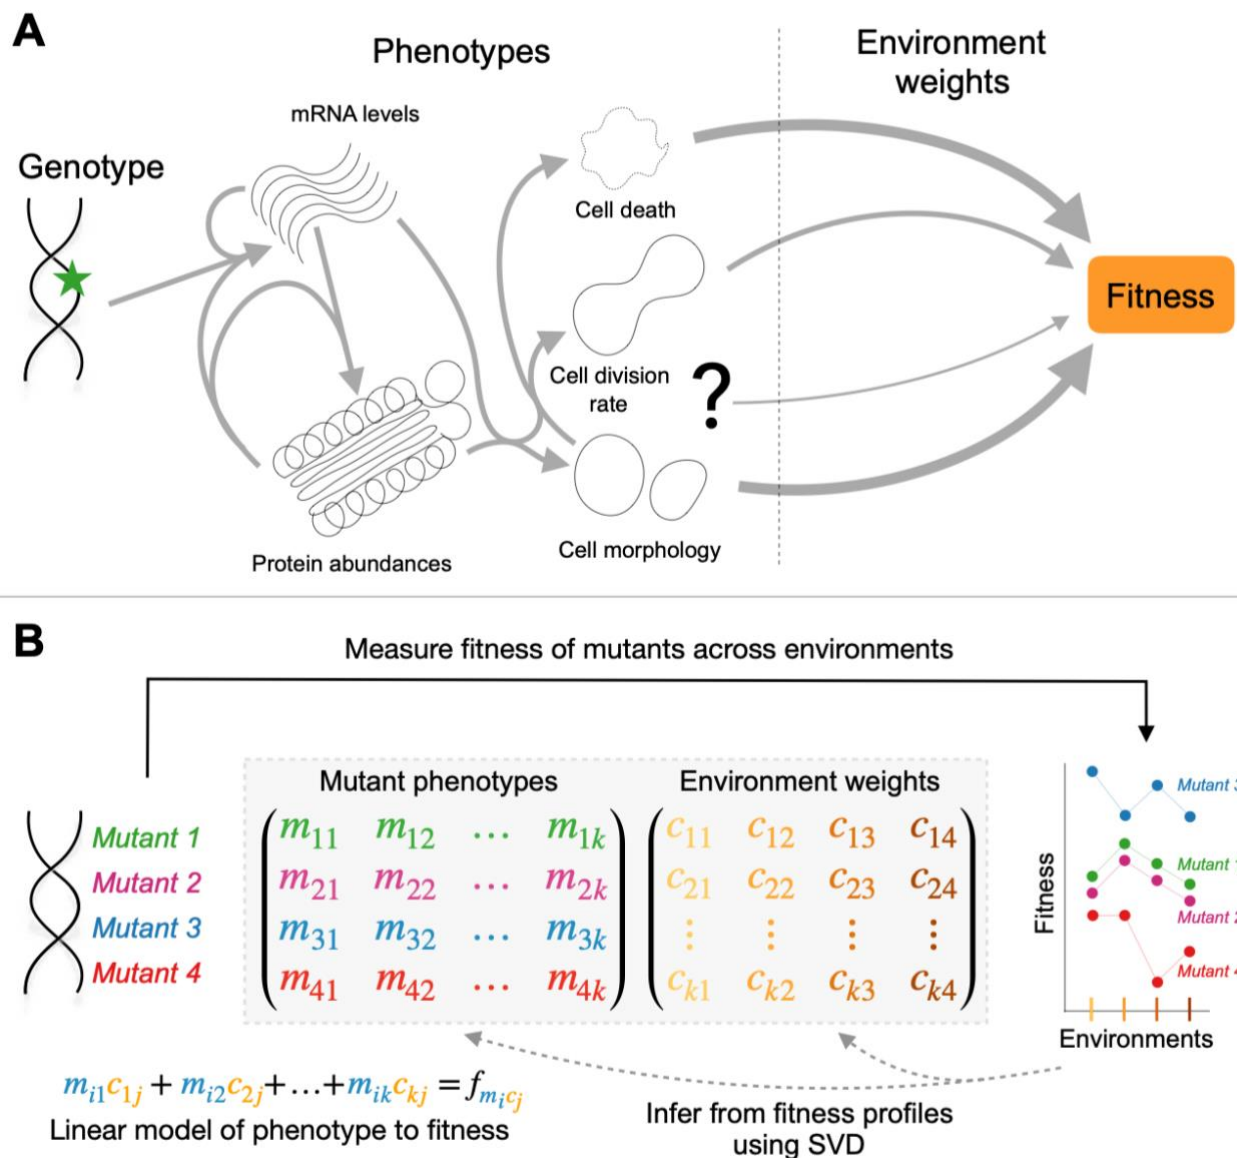 A
Phenotypes
Environment
weights
mRNA levels
Genotype
Cell death
Fitness
Cell division
rate
?
Protein abundances
Cell morphology
B
Measure fitness of mutants across environments
Mutant phenotypes
Environment weights
Mutant 1
Mutant 2
Mutant 3
Mutant 4
m11 m12 ... m1k
m21 m22 ... m2k
m31 m32 ... m3k
m41 m42 ... m4k
c11 c12 c13 c14
c21 c22 c23 c24
⋮ ⋮ ⋮ ⋮
ck1 ck2 ck3 ck4
Fitness
Mutant 3
Mutant
Mutant 2
Mutant 4
Environments
mi1c1j + mi2c2j+...+mikckj = fmicj
Linear model of phenotype to fitness
Infer from fitness profiles
using SVD